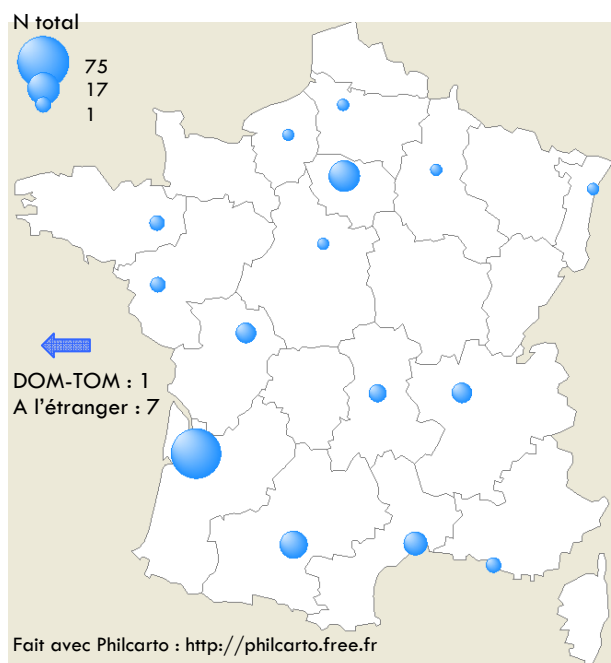 N total
75
17
1
DOM-TOM : 1
A l'étranger : 7
Fait avec Philcarto : http://philcarto.free.fr